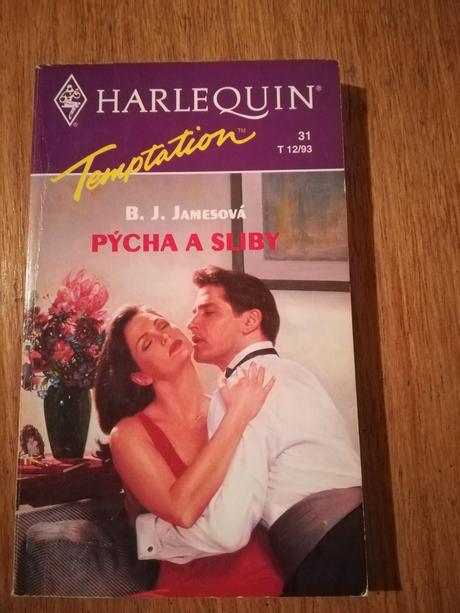 HARLEQUIN®
Temptation™
31
T 12/93
B. J. JAMESOVÁ
PÝCHA A SLIBY